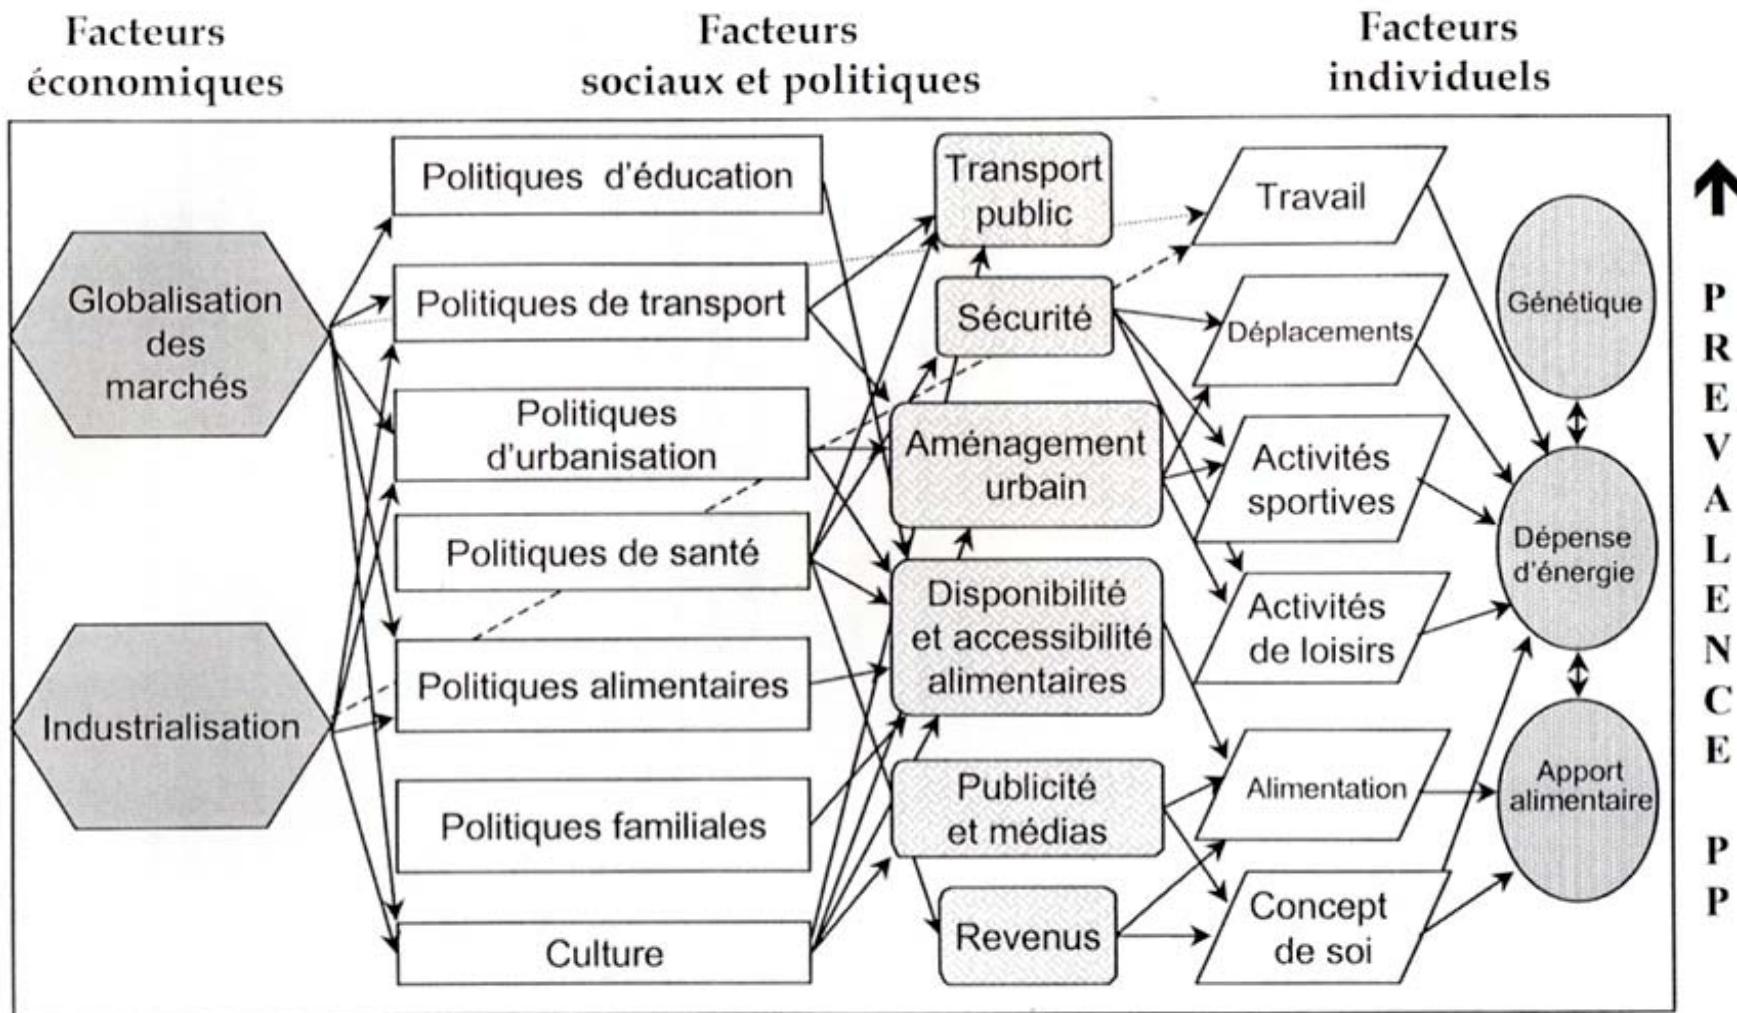 Facteurs
économiques
Facteurs
sociaux et politiques
Facteurs
individuels
Globalisation
des
marchés
Industrialisation
Politiques d'éducation
Politiques de transport
Politiques
d'urbanisation
Politiques de santé
Politiques alimentaires
Politiques familiales
Culture
Transport
public
Sécurité
Aménagement
urbain
Disponibilité
et accessibilité
alimentaires
Publicité
et médias
Revenus
Travail
Déplacements
Activités
sportives
Activités
de loisirs
Alimentation
Concept
de soi
Génétique
Dépense
d'énergie
Apport
alimentaire
PREVALENCE PP